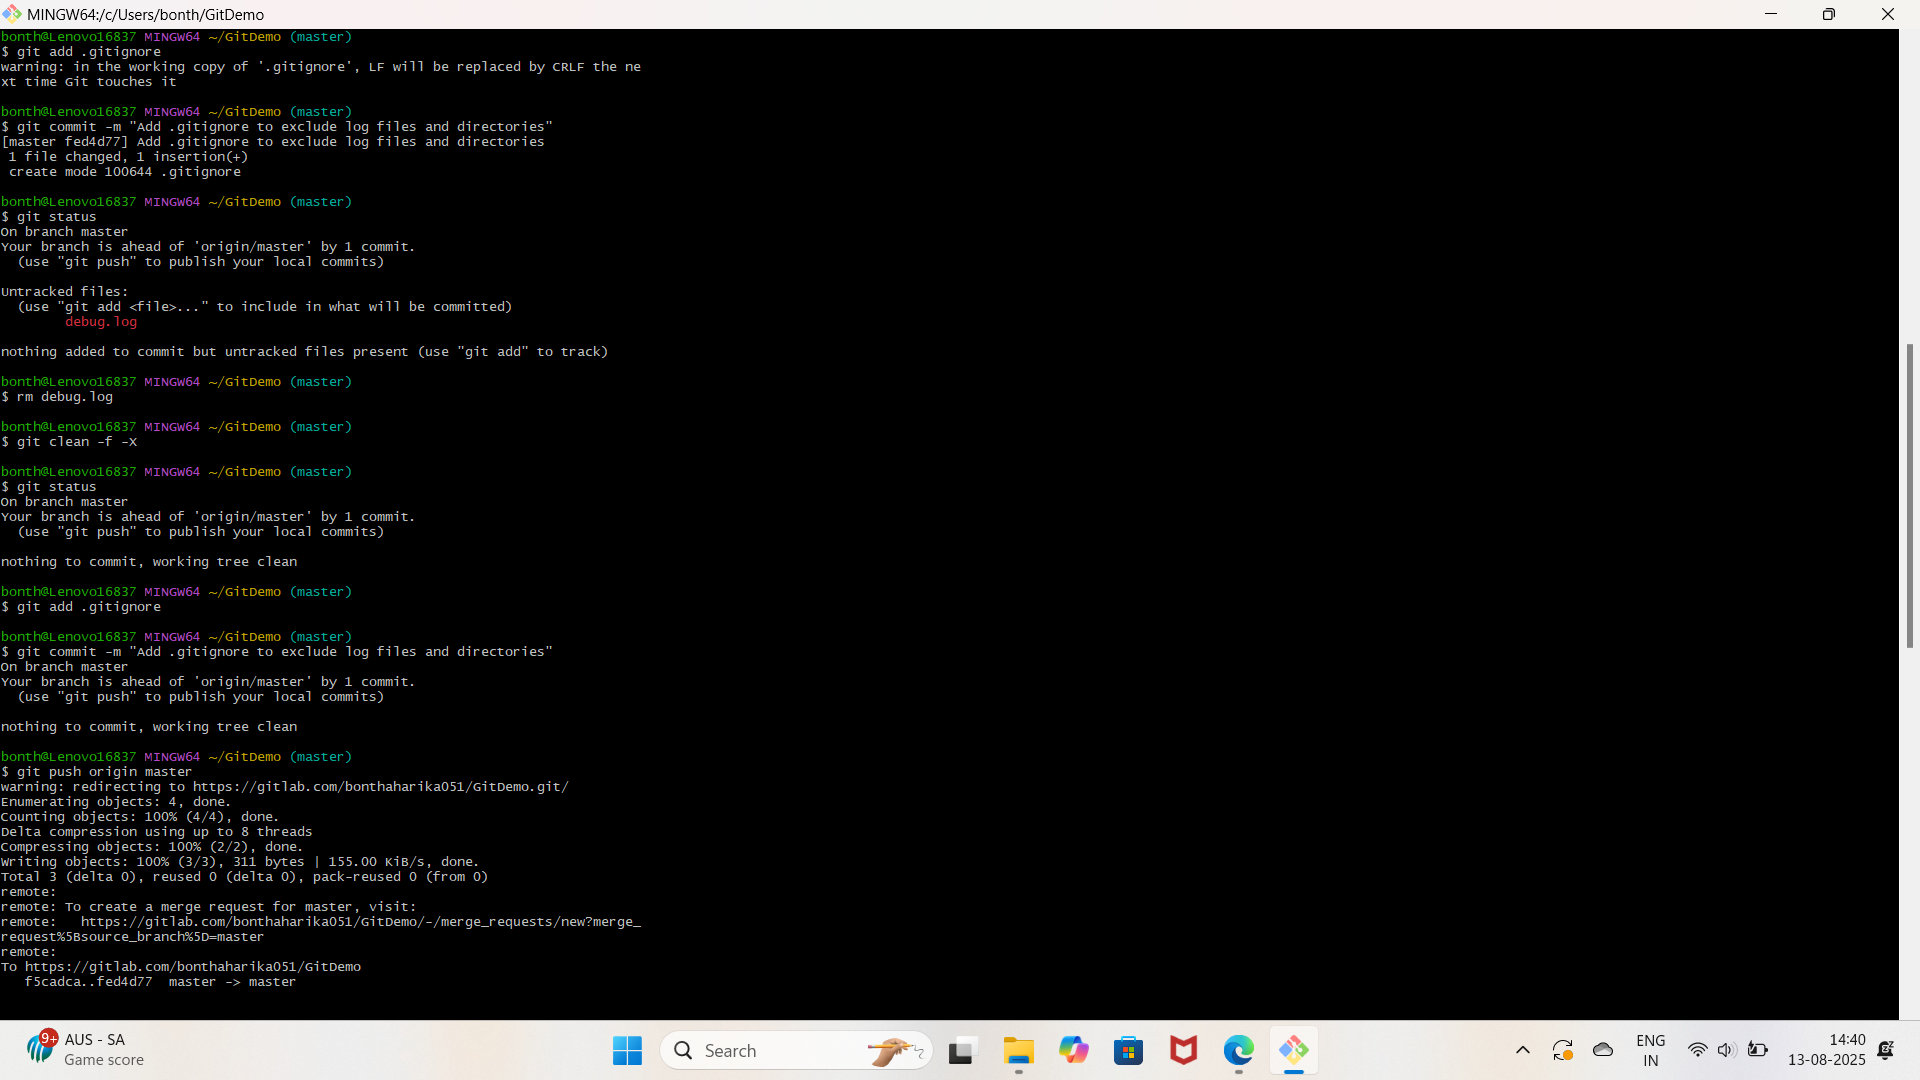 MINGW64:/c/Users/bonth/GitDemo
bonth@Lenovo16837 MINGW64 ~/GitDemo (master)
$ git add .gitignore
warning: in the working copy of '.gitignore', LF will be replaced by CRLF the ne
xt time Git touches it
bonth@Lenovo16837 MINGW64 ~/GitDemo (master)
$ git commit -m "Add .gitignore to exclude log files and directories"
[master fed4d77] Add .gitignore to exclude log files and directories
 1 file changed, 1 insertion(+)
 create mode 100644 .gitignore
bonth@Lenovo16837 MINGW64 ~/GitDemo (master)
$ git status
On branch master
Your branch is ahead of 'origin/master' by 1 commit.
  (use "git push" to publish your local commits)
Untracked files:
  (use "git add <file>..." to include in what will be committed)
        debug.log
nothing added to commit but untracked files present (use "git add" to track)
bonth@Lenovo16837 MINGW64 ~/GitDemo (master)
$ rm debug.log
bonth@Lenovo16837 MINGW64 ~/GitDemo (master)
$ git clean -f -X
bonth@Lenovo16837 MINGW64 ~/GitDemo (master)
$ git status
On branch master
Your branch is ahead of 'origin/master' by 1 commit.
  (use "git push" to publish your local commits)
nothing to commit, working tree clean
bonth@Lenovo16837 MINGW64 ~/GitDemo (master)
$ git add .gitignore
bonth@Lenovo16837 MINGW64 ~/GitDemo (master)
$ git commit -m "Add .gitignore to exclude log files and directories"
On branch master
Your branch is ahead of 'origin/master' by 1 commit.
  (use "git push" to publish your local commits)
nothing to commit, working tree clean
bonth@Lenovo16837 MINGW64 ~/GitDemo (master)
$ git push origin master
warning: redirecting to https://gitlab.com/bonthaharika051/GitDemo.git/
Enumerating objects: 4, done.
Counting objects: 100% (4/4), done.
Delta compression using up to 8 threads
Compressing objects: 100% (2/2), done.
Writing objects: 100% (3/3), 311 bytes | 155.00 KiB/s, done.
Total 3 (delta 0), reused 0 (delta 0), pack-reused 0 (from 0)
remote:
remote: To create a merge request for master, visit:
remote:   https://gitlab.com/bonthaharika051/GitDemo/-/merge_requests/new?merge_
request%5Bsource_branch%5D=master
remote:
To https://gitlab.com/bonthaharika051/GitDemo
   f5cadca..fed4d77  master -> master
9+
AUS - SA
Game score
Search
ENG
IN
14:40
13-08-2025